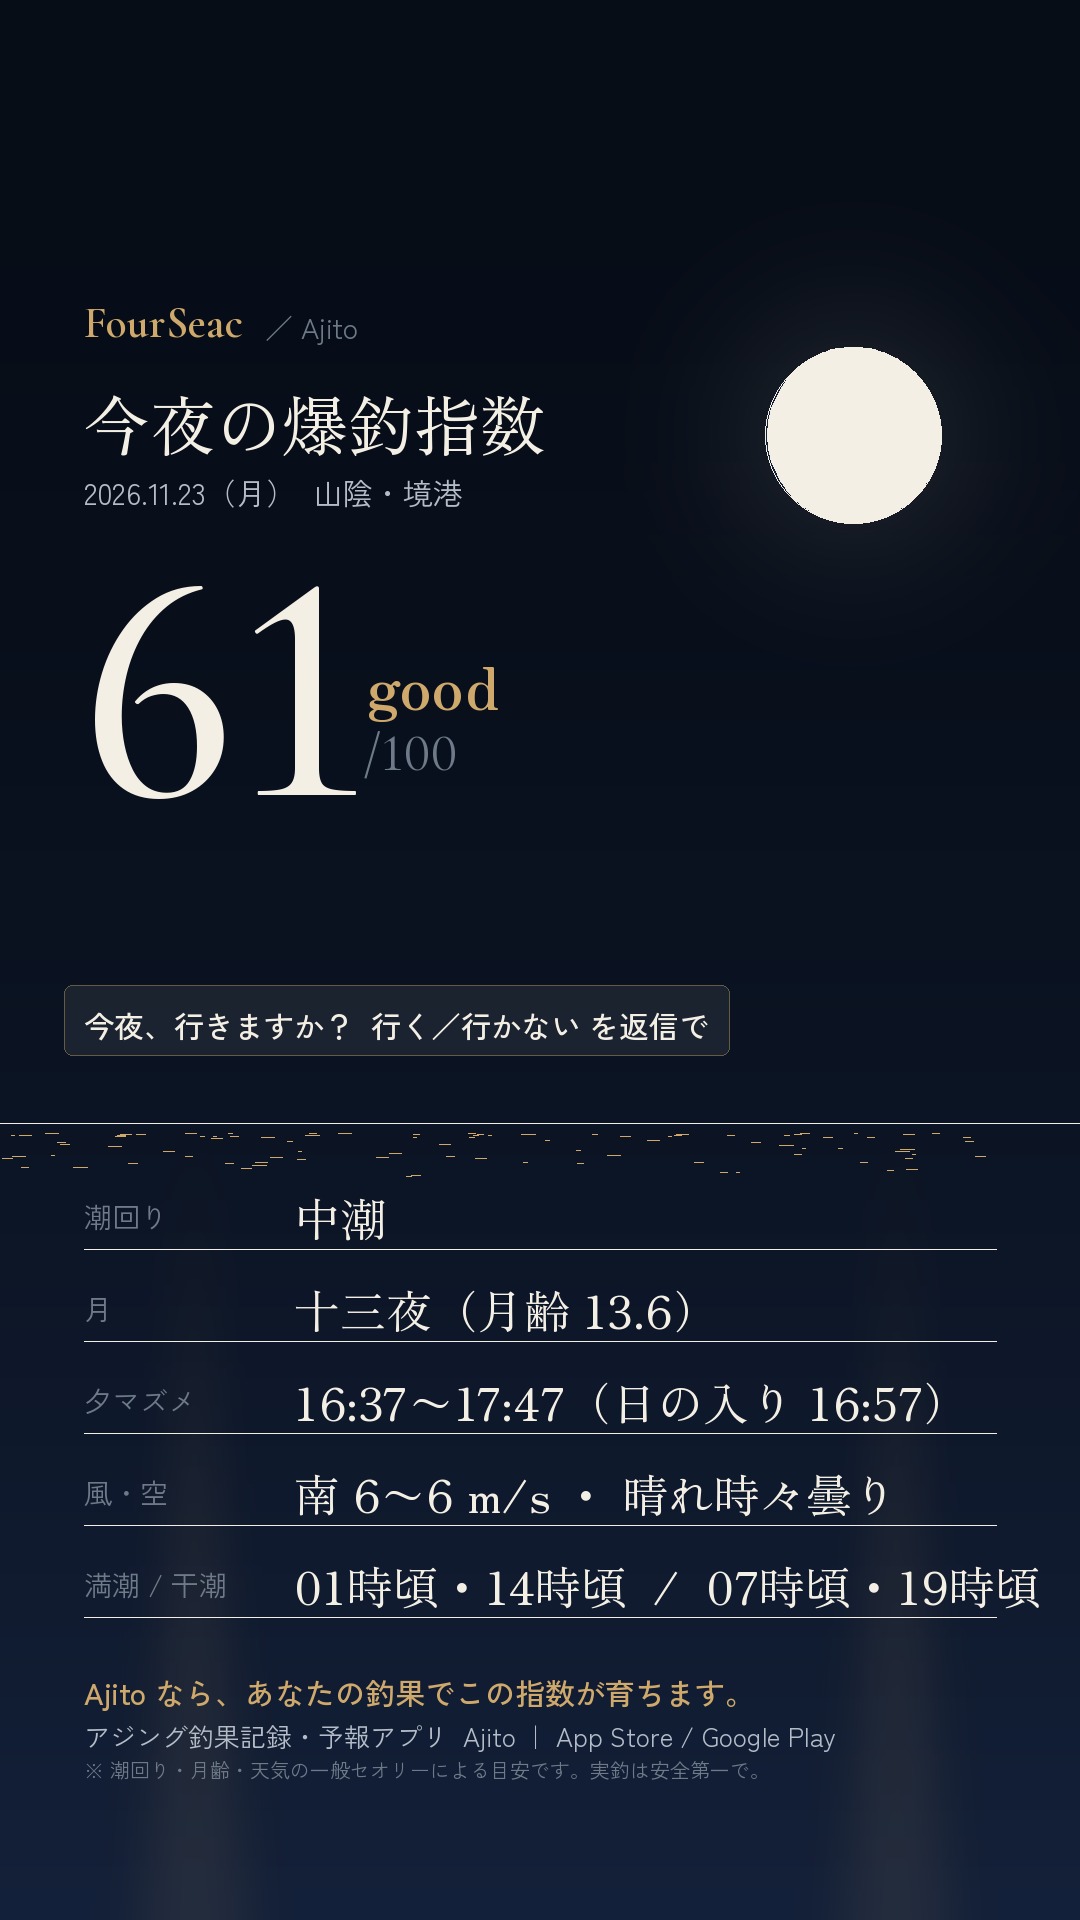 FourSeac ／ Ajito
今夜の爆釣指数
2026.11.23（月） 山陰・境港
61 good
/100
今夜、行きますか？ 行く／行かない を返信で
潮回り 中潮
月 十三夜（月齢 13.6）
夕マズメ 16:37〜17:47（日の入り 16:57）
風・空 南 6〜6 m/s ・ 晴れ時々曇り
満潮 / 干潮 01時頃・14時頃 / 07時頃・19時頃
Ajito なら、あなたの釣果でこの指数が育ちます。
アジング釣果記録・予報アプリ Ajito ｜ App Store / Google Play
※ 潮回り・月齢・天気の一般セオリーによる目安です。実釣は安全第一で。